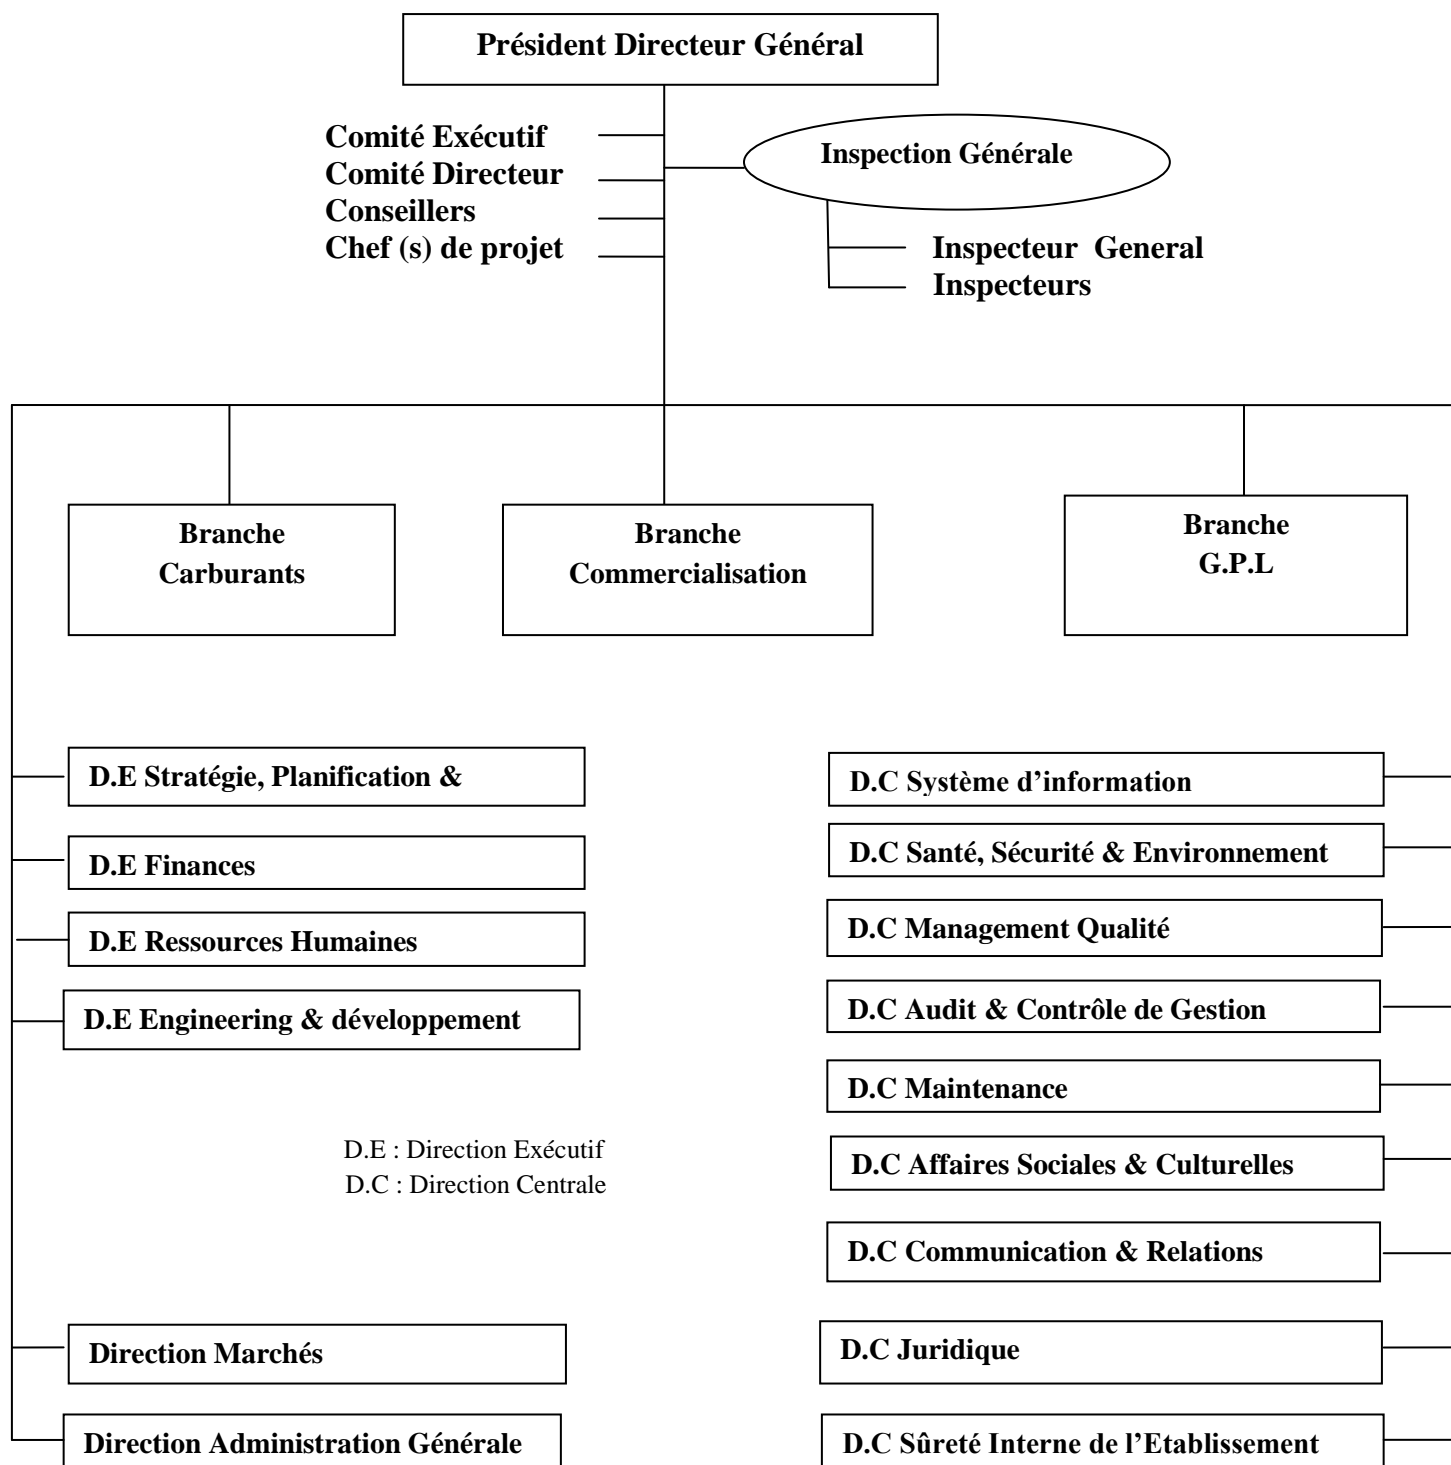 Président Directeur Général
Comité Exécutif
Comité Directeur
Conseillers
Chef (s) de projet
Inspection Générale
Inspecteur General
Inspecteurs
Branche
Carburants
Branche
Commercialisation
Branche
G.P.L
D.E Stratégie, Planification &
D.E Finances
D.E Ressources Humaines
D.E Engineering & développement
D.E : Direction Exécutif
D.C : Direction Centrale
Direction Marchés
Direction Administration Générale
D.C Système d’information
D.C Santé, Sécurité & Environnement
D.C Management Qualité
D.C Audit & Contrôle de Gestion
D.C Maintenance
D.C Affaires Sociales & Culturelles
D.C Communication & Relations
D.C Juridique
D.C Sûreté Interne de l’Etablissement